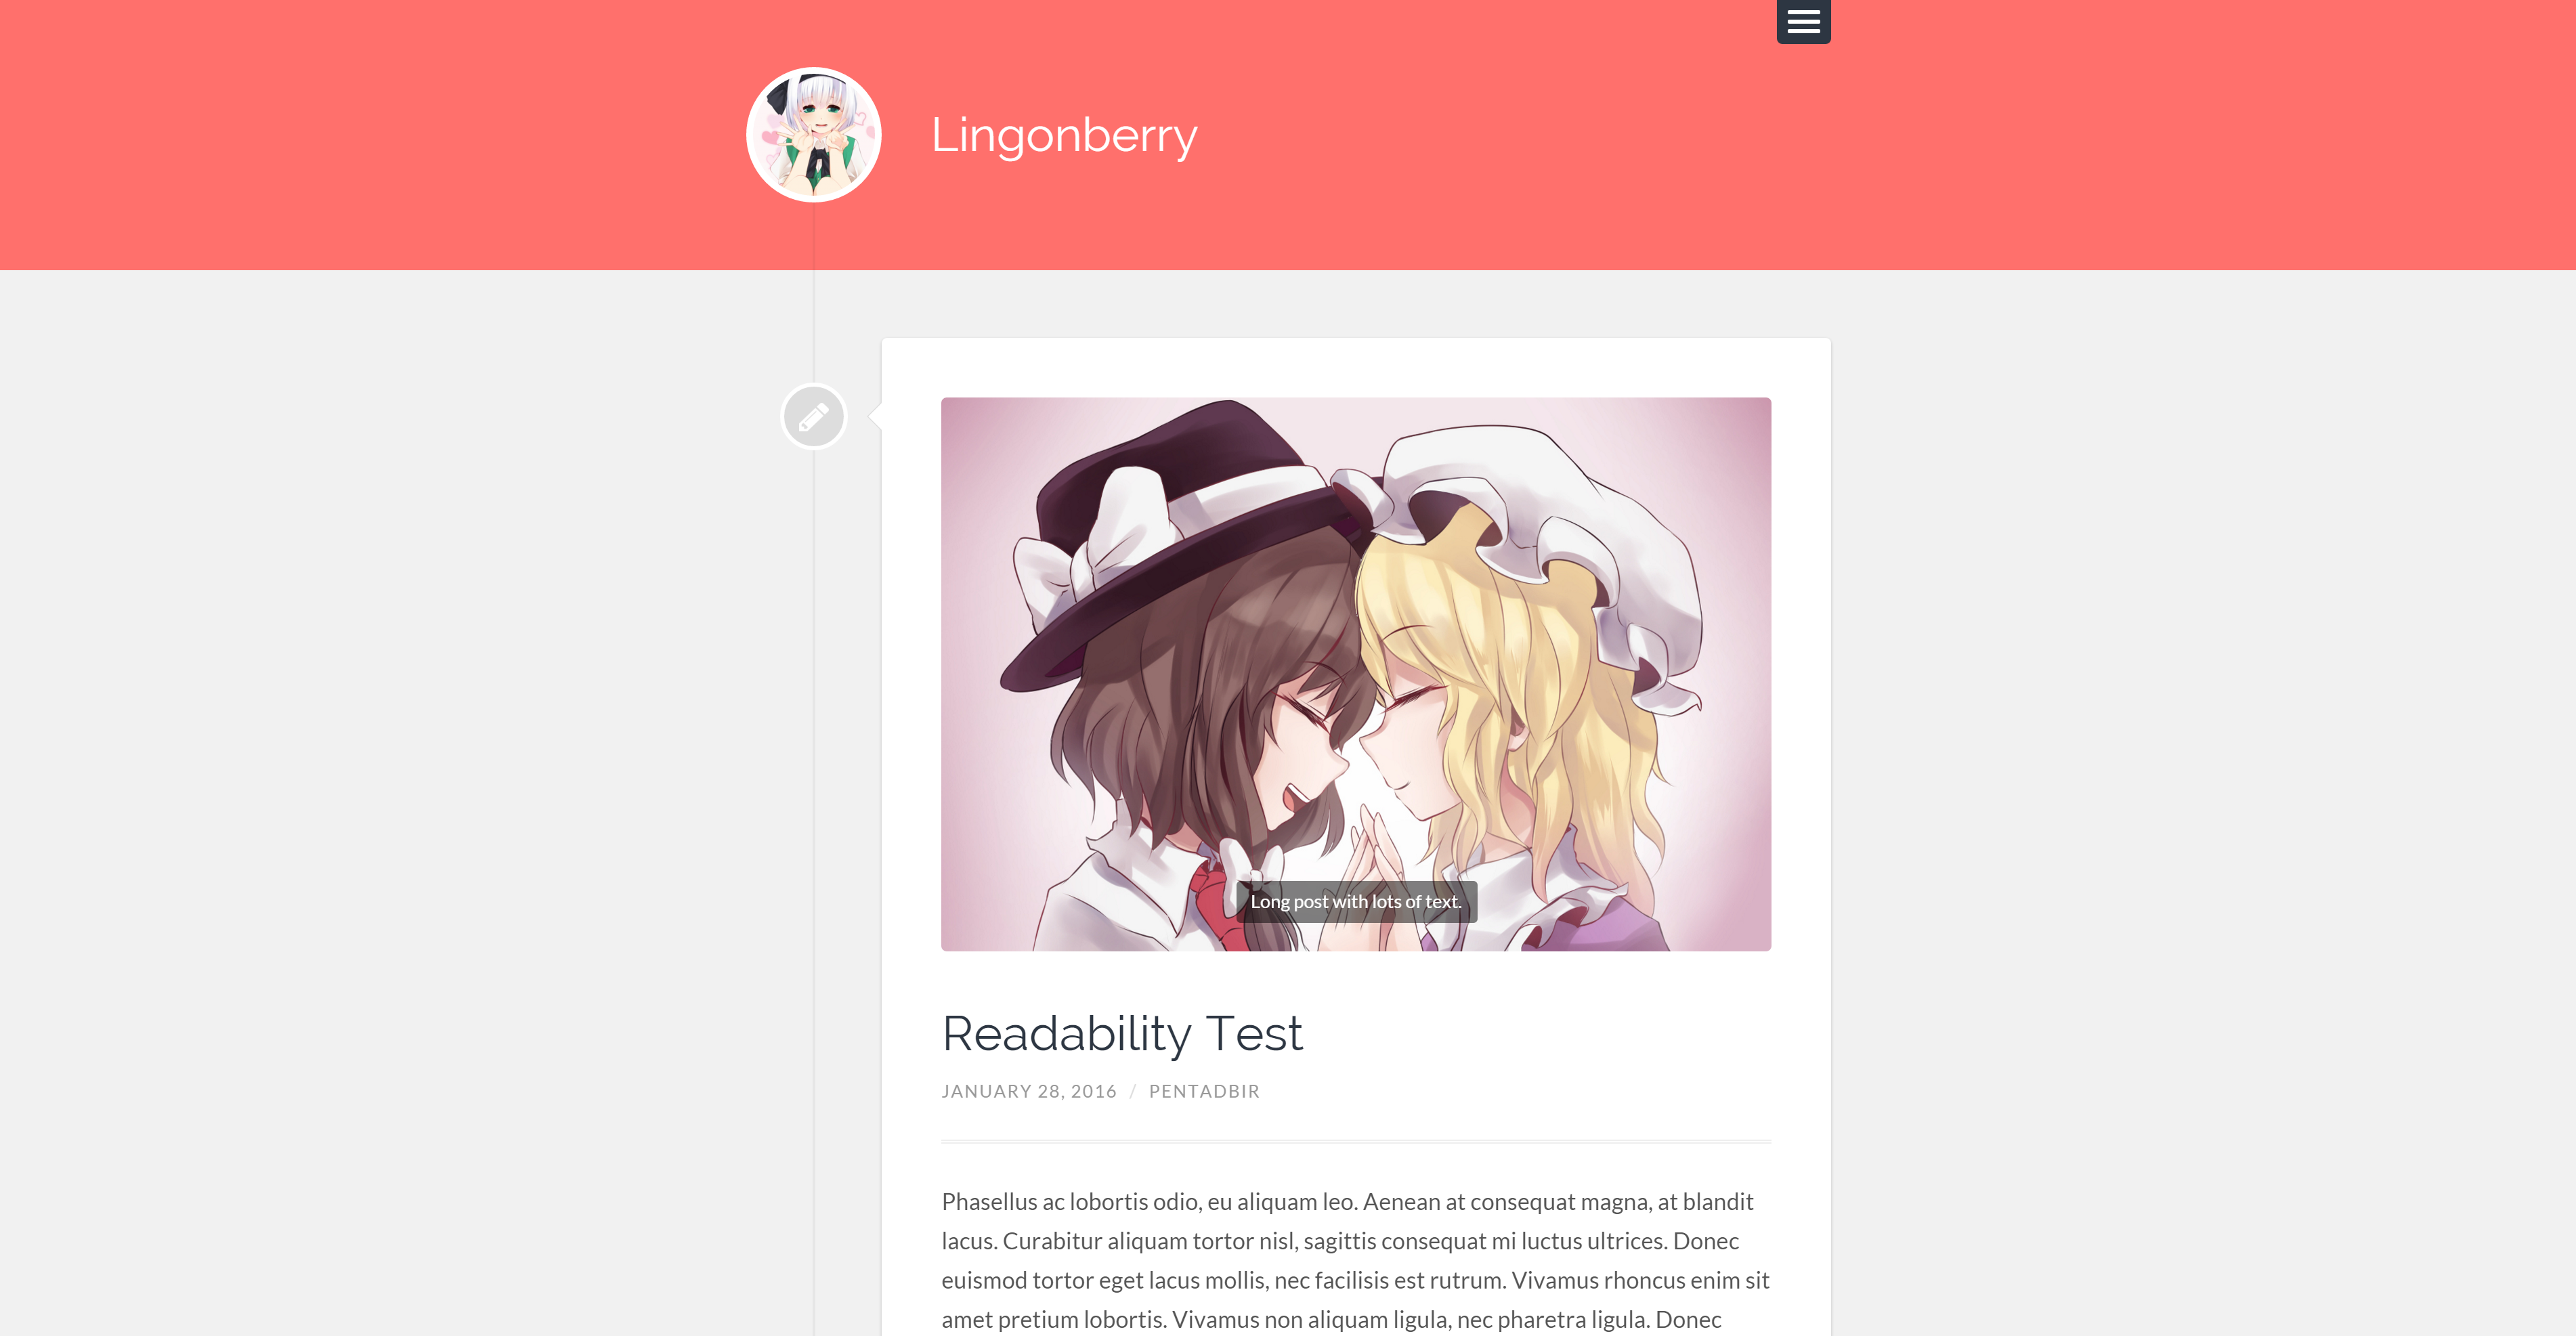 Lingonberry
Long post with lots of text.
Readability Test
JANUARY 28, 2016 / PENTADBIR
Phasellus ac lobortis odio, eu aliquam leo. Aenean at consequat magna, at blandit
lacus. Curabitur aliquam tortor nisl, sagittis consequat mi luctus ultrices. Donec
euismod tortor eget lacus mollis, nec facilisis est rutrum. Vivamus rhoncus enim sit
amet pretium lobortis. Vivamus non aliquam ligula, nec pharetra ligula. Donec